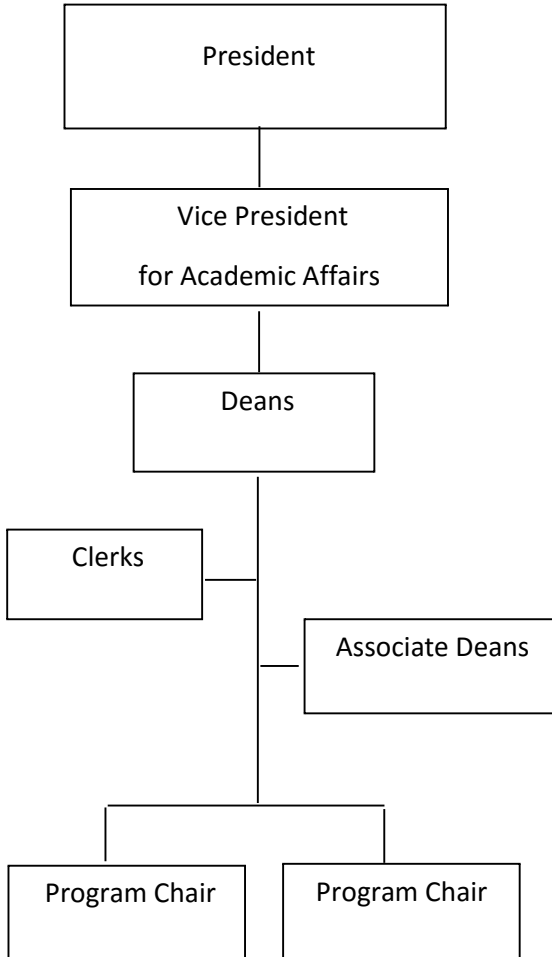 President
Vice President
for Academic Affairs
Deans
Clerks
Associate Deans
Program Chair
Program Chair